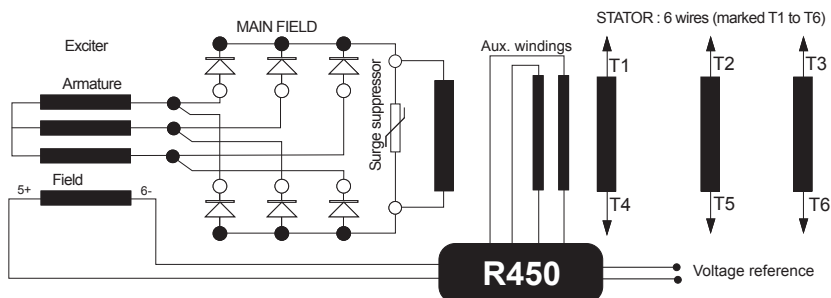 STATOR : 6 wires (marked T1 to T6)
MAIN FIELD
Exciter
Aux. windings
T1
T2
T3
Armature
Surge suppressor
Field
5+
6-
T4
T5
T6
R450
Voltage reference